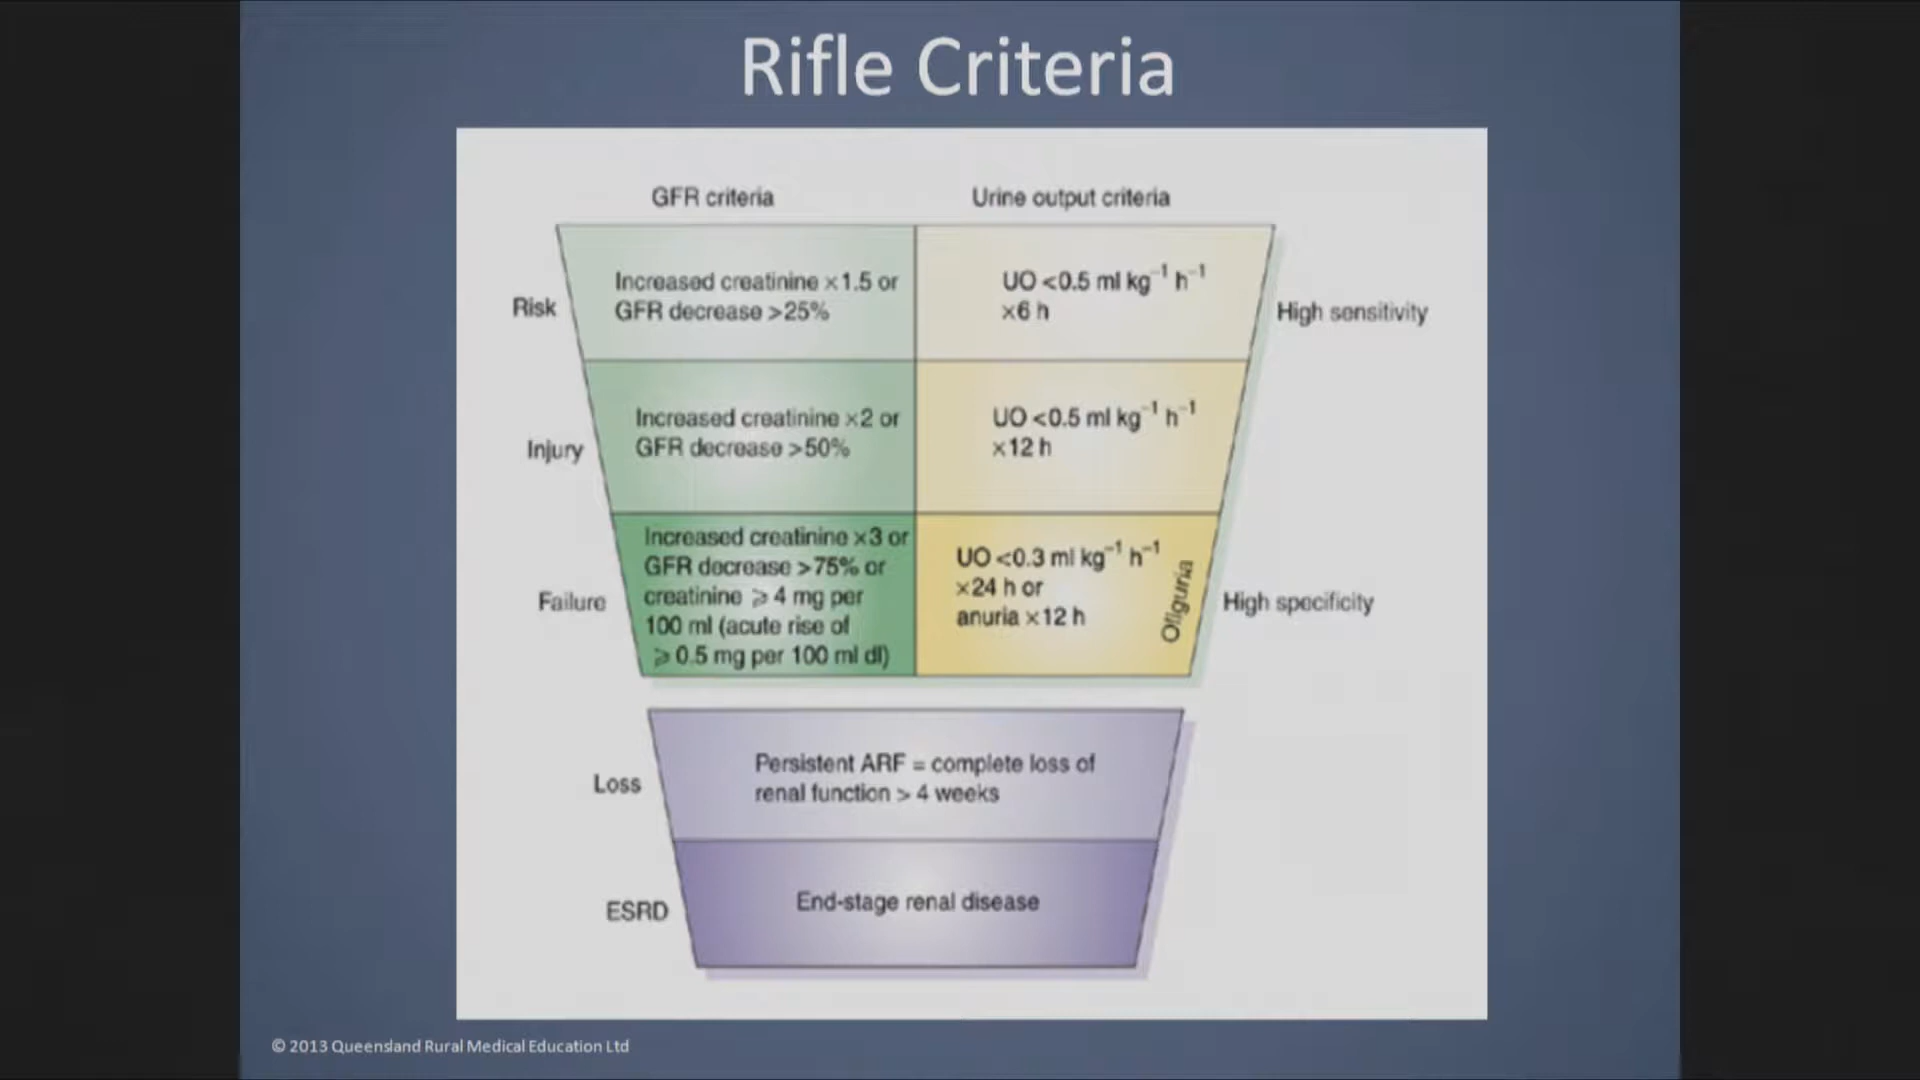 Rifle Criteria
GFR criteria
Urine output criteria
Risk
Increased creatinine ×1.5 or
GFR decrease >25%
UO <0.5 ml kg⁻¹ h⁻¹
×6 h
High sensitivity
Injury
Increased creatinine ×2 or
GFR decrease >50%
UO <0.5 ml kg⁻¹ h⁻¹
×12 h
Failure
Increased creatinine ×3 or
GFR decrease >75% or
creatinine ⩾ 4 mg per
100 ml (acute rise of
⩾ 0.5 mg per 100 ml dl)
UO <0.3 ml kg⁻¹ h⁻¹
×24 h or
anuria ×12 h
Oliguria
High specificity
Loss
Persistent ARF = complete loss of
renal function > 4 weeks
ESRD
End-stage renal disease
© 2013 Queensland Rural Medical Education Ltd